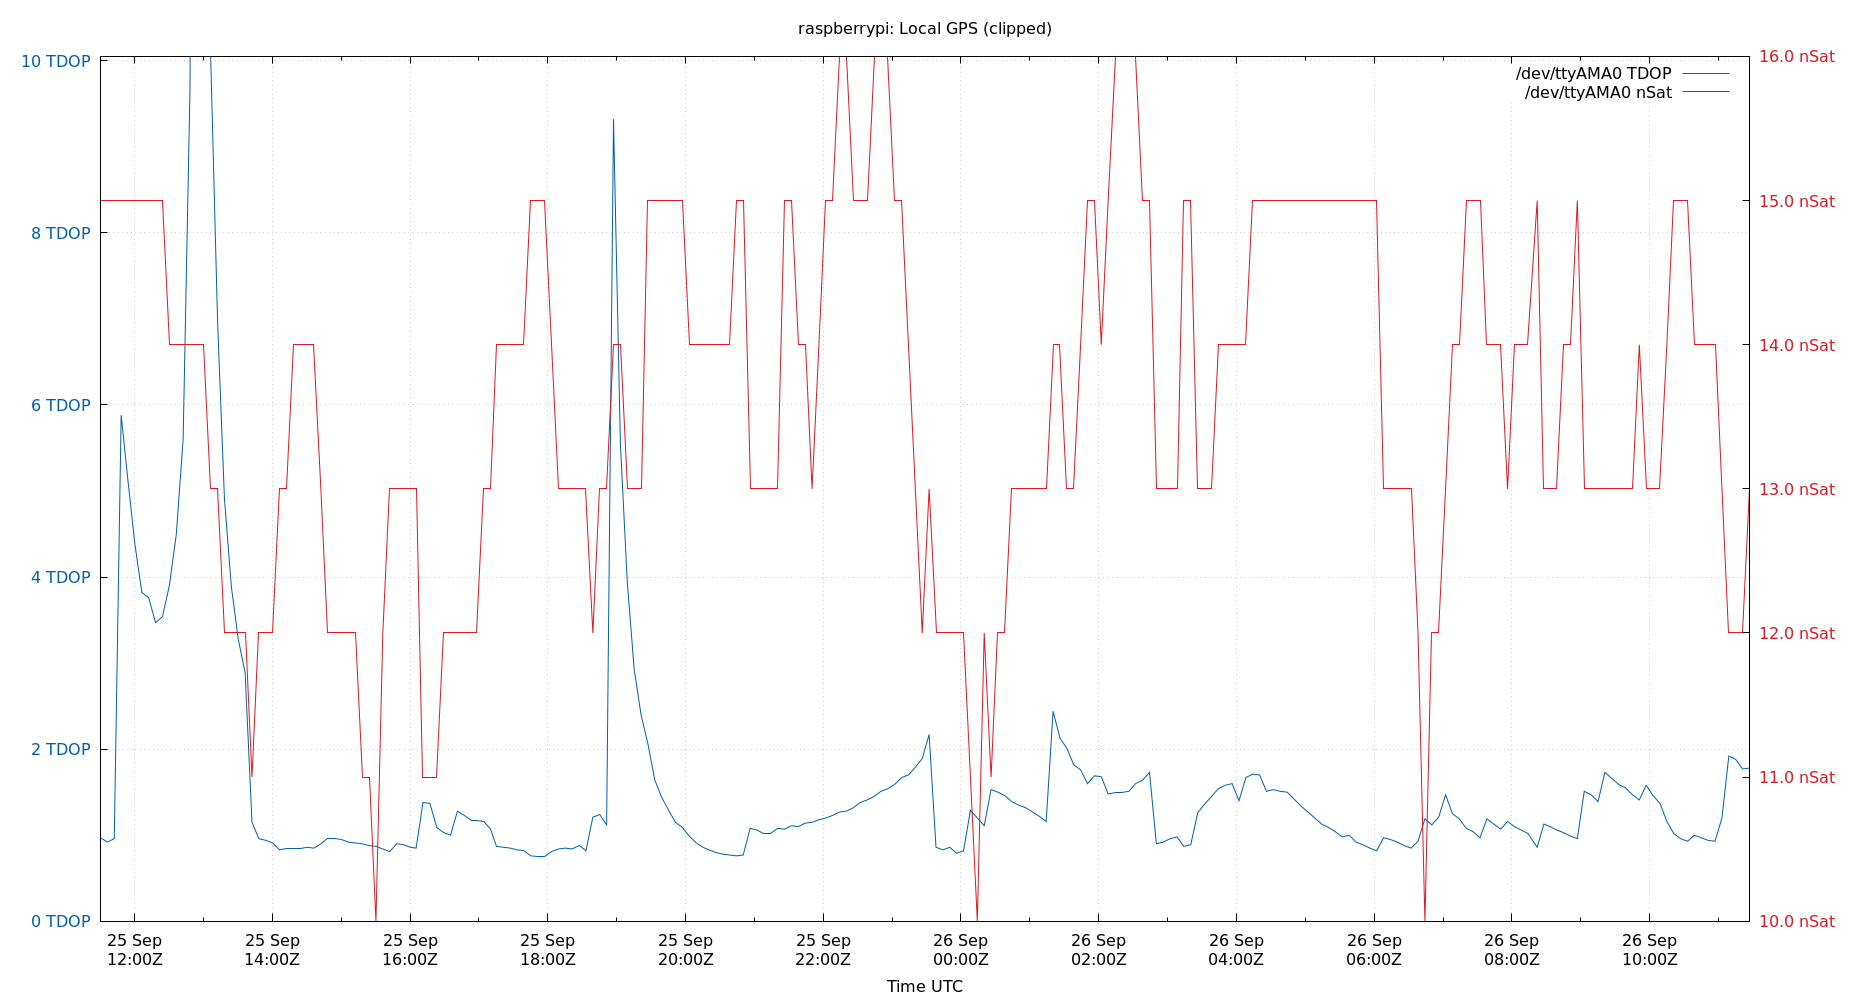 raspberrypi: Local GPS (clipped)
10 TDOP
8 TDOP
6 TDOP
4 TDOP
2 TDOP
0 TDOP
16.0 nSat
15.0 nSat
14.0 nSat
13.0 nSat
12.0 nSat
11.0 nSat
10.0 nSat
/dev/ttyAMA0 TDOP
/dev/ttyAMA0 nSat
25 Sep 25 Sep 25 Sep 25 Sep 25 Sep 25 Sep 26 Sep 26 Sep 26 Sep 26 Sep 26 Sep 26 Sep
12:00Z 14:00Z 16:00Z 18:00Z 20:00Z 22:00Z 00:00Z 02:00Z 04:00Z 06:00Z 08:00Z 10:00Z
Time UTC